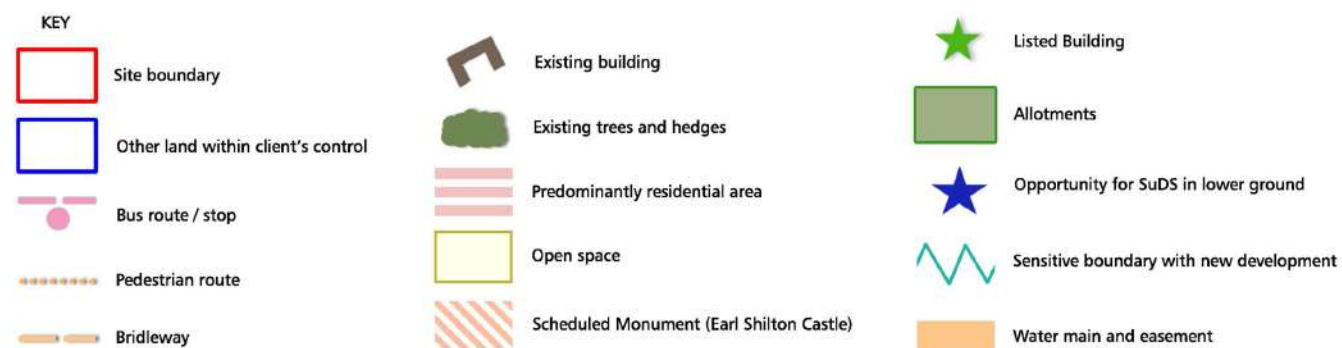 KEY
Site boundary
Other land within client's control
Bus route / stop
Pedestrian route
Bridleway
Existing building
Existing trees and hedges
Predominantly residential area
Open space
Scheduled Monument (Earl Shilton Castle)
Listed Building
Allotments
Opportunity for SuDS in lower ground
Sensitive boundary with new development
Water main and easement